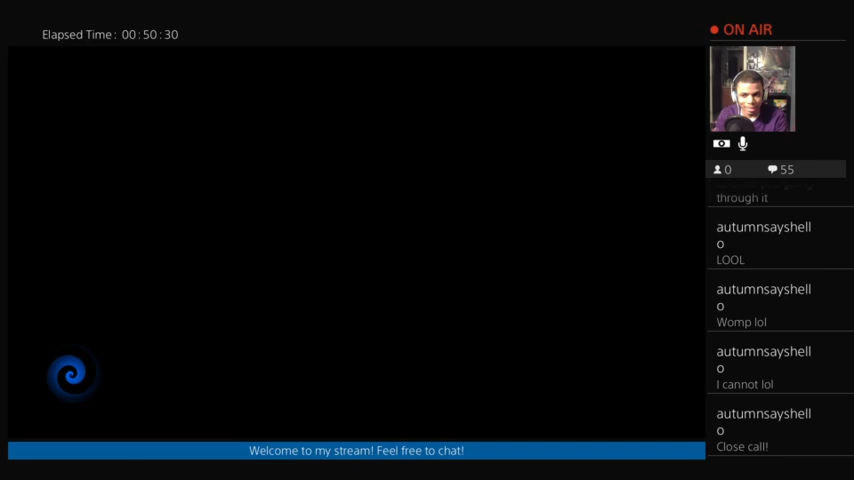 Elapsed Time: 00:50:30
ON AIR
0 55
through it
autumnsayshell
o
LOOL
autumnsayshell
o
Womp lol
autumnsayshell
o
I cannot lol
autumnsayshell
o
Close call!
Welcome to my stream! Feel free to chat!